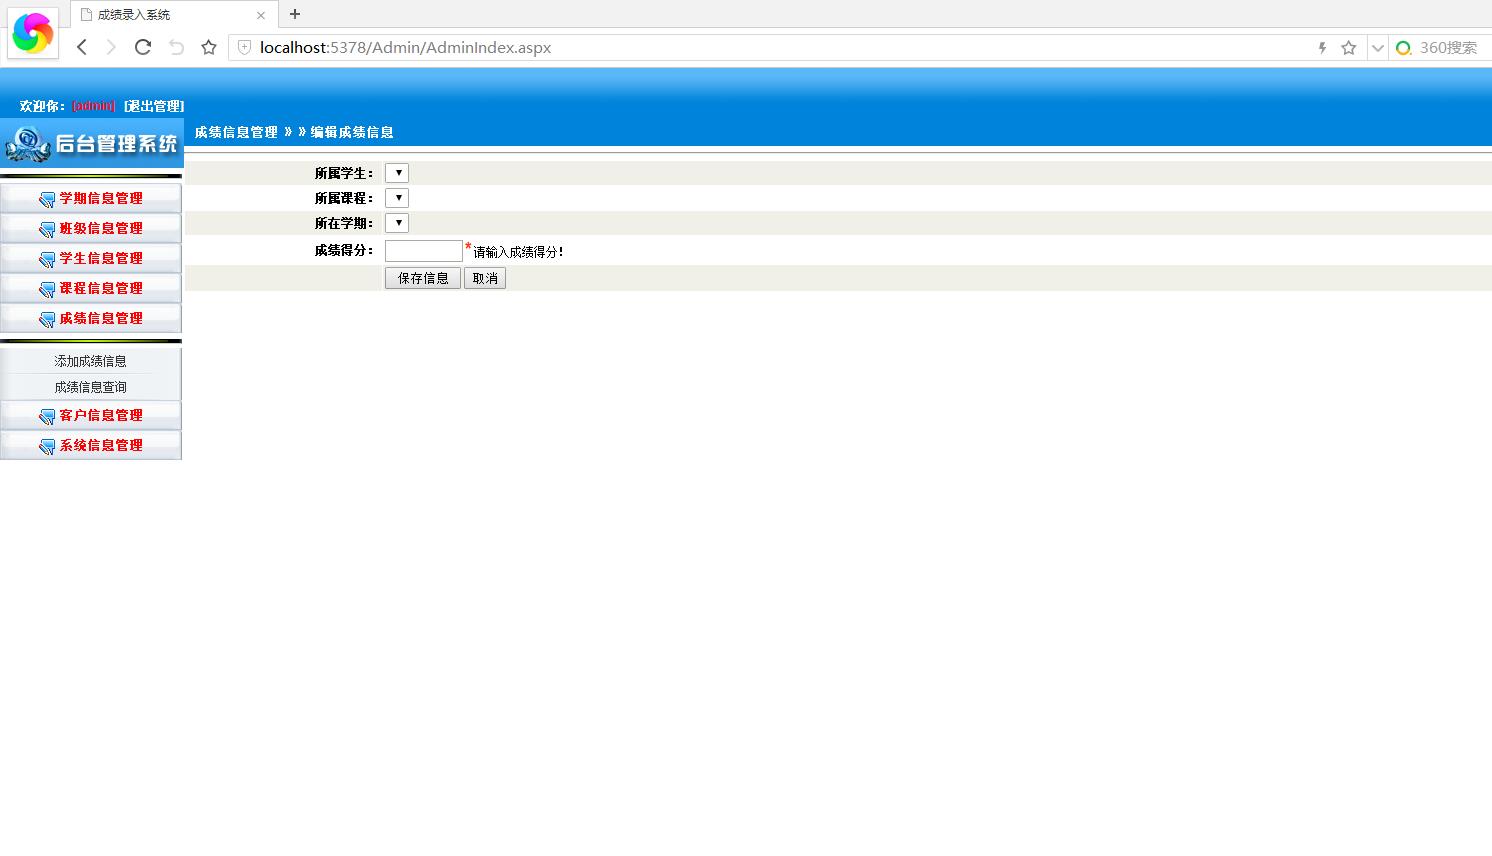 成绩录入系统
localhost:5378/Admin/AdminIndex.aspx
360搜索
欢迎你：[admin] [退出管理]
后台管理系统
成绩信息管理 》》编辑成绩信息
学期信息管理
班级信息管理
学生信息管理
课程信息管理
成绩信息管理
添加成绩信息
成绩信息查询
客户信息管理
系统信息管理
所属学生：
所属课程：
所在学期：
成绩得分： *请输入成绩得分！
保存信息 取消